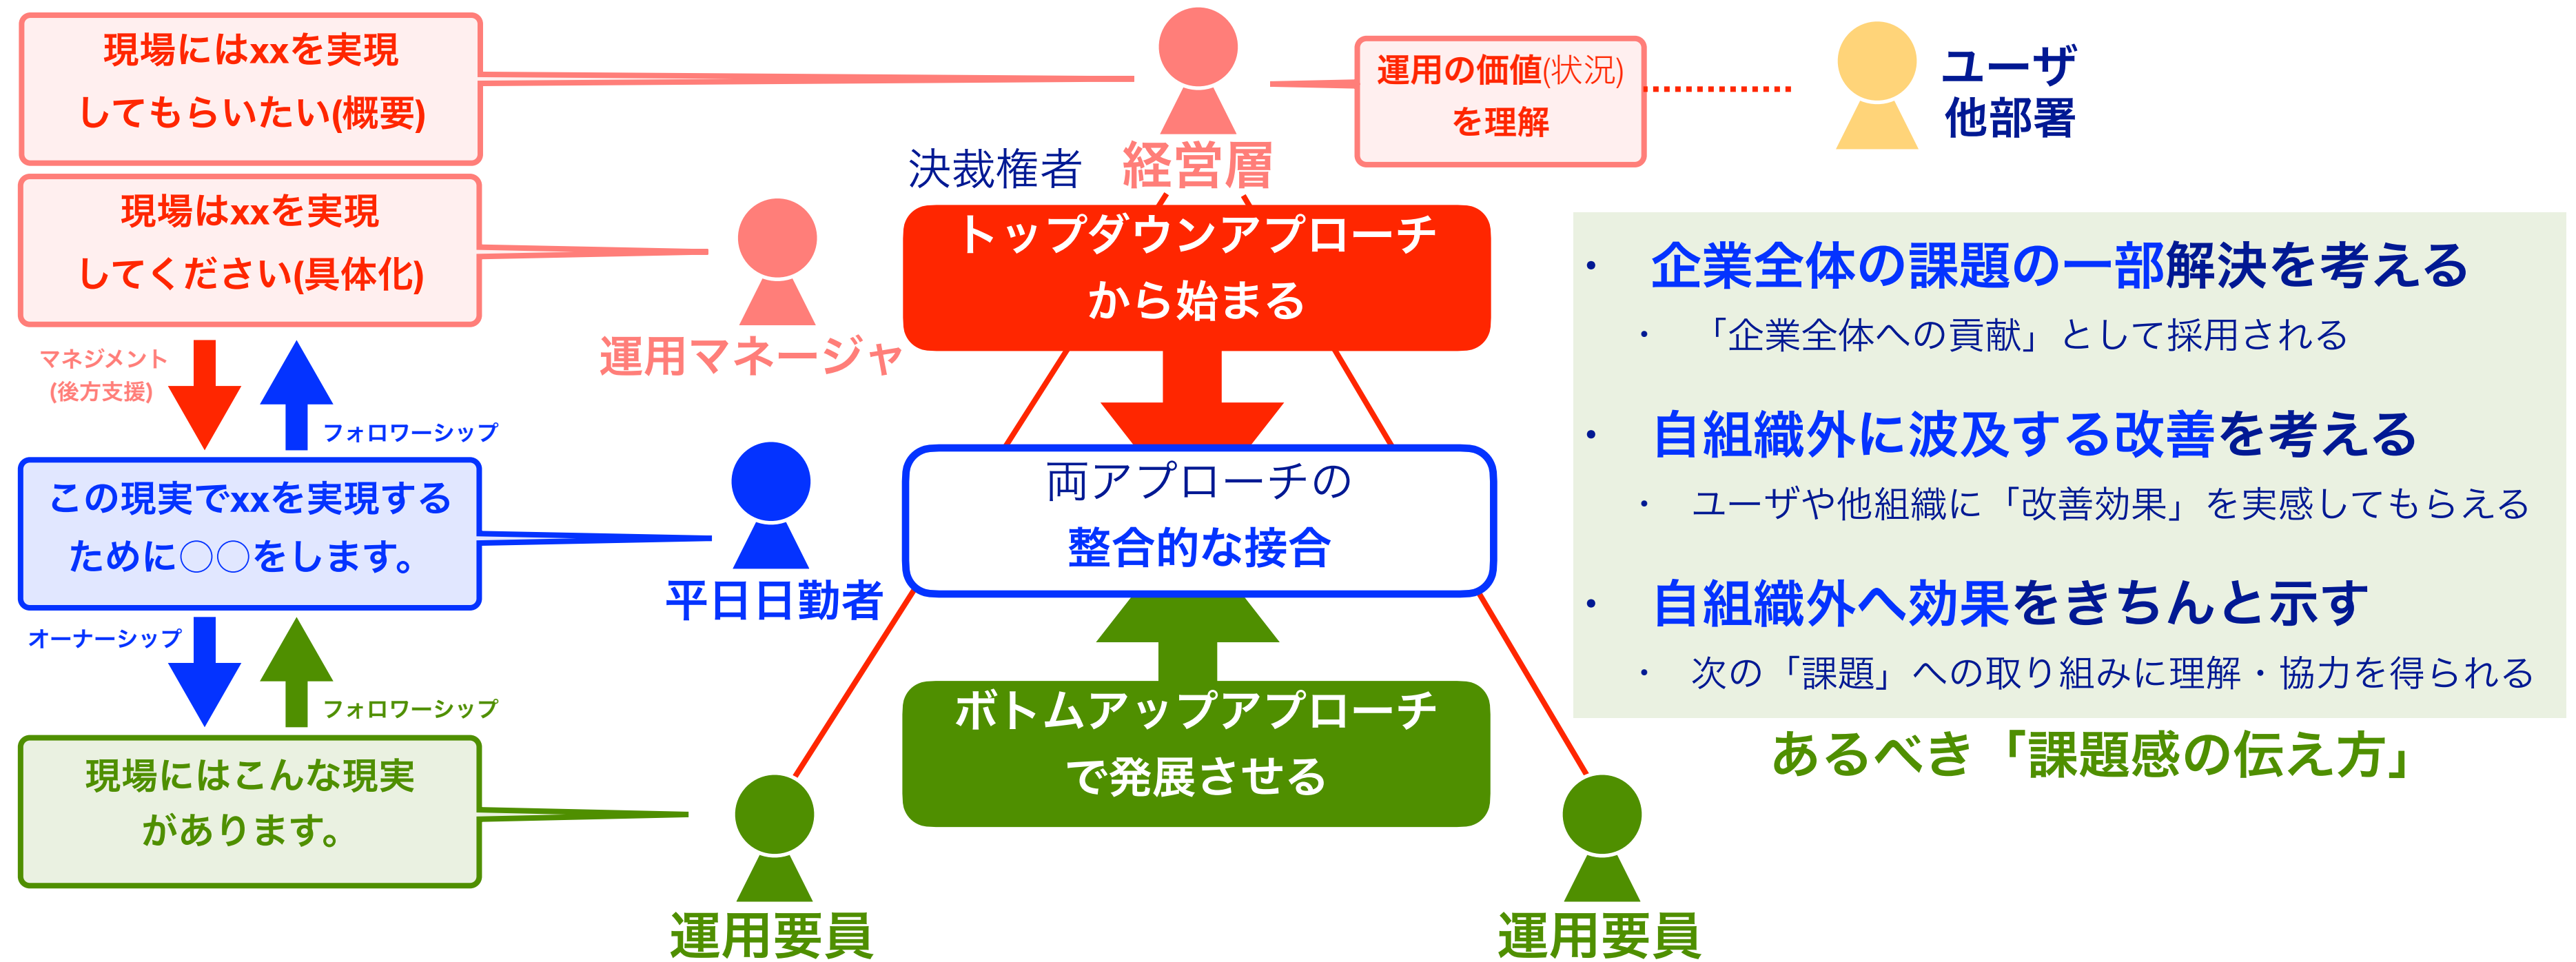 現場にはxxを実現
してもらいたい(概要)
現場はxxを実現
してください(具体化)
マネジメント
(後方支援)
フォロワーシップ
この現実でxxを実現する
ために○○をします。
オーナーシップ
フォロワーシップ
現場にはこんな現実
があります。
決裁権者
経営層
運用マネージャ
平日日勤者
運用要員
運用要員
トップダウンアプローチ
から始まる
両アプローチの
整合的な接合
ボトムアップアプローチ
で発展させる
運用の価値(状況)
を理解
ユーザ
他部署
・ 企業全体の課題の一部解決を考える
・ 「企業全体への貢献」として採用される
・ 自組織外に波及する改善を考える
・ ユーザや他組織に「改善効果」を実感してもらえる
・ 自組織外へ効果をきちんと示す
・ 次の「課題」への取り組みに理解・協力を得られる
あるべき「課題感の伝え方」